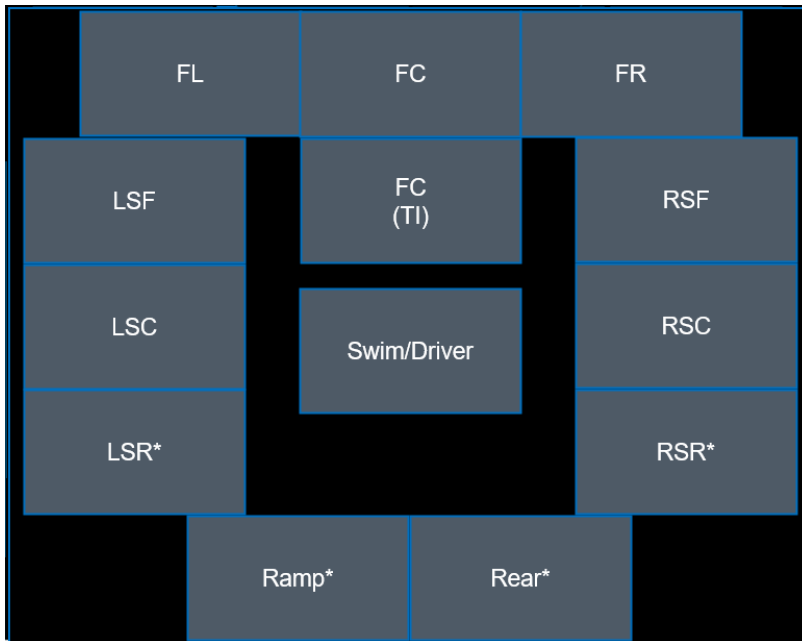 FL
FC
FR
LSF
FC
(TI)
RSF
LSC
Swim/Driver
RSC
LSR*
RSR*
Ramp*
Rear*